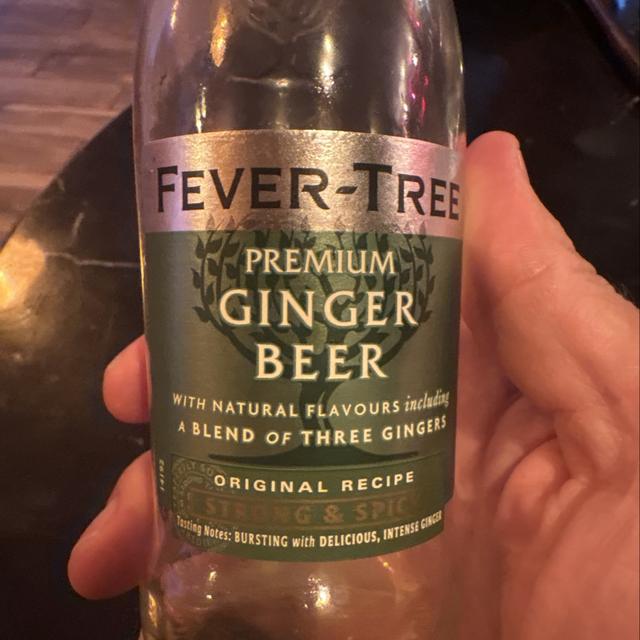 FEVER-TREE
PREMIUM
GINGER
BEER
WITH NATURAL FLAVOURS including
A BLEND OF THREE GINGERS
ORIGINAL RECIPE
STRONG & SPICY
Tasting Notes: BURSTING with DELICIOUS, INTENSE GINGER